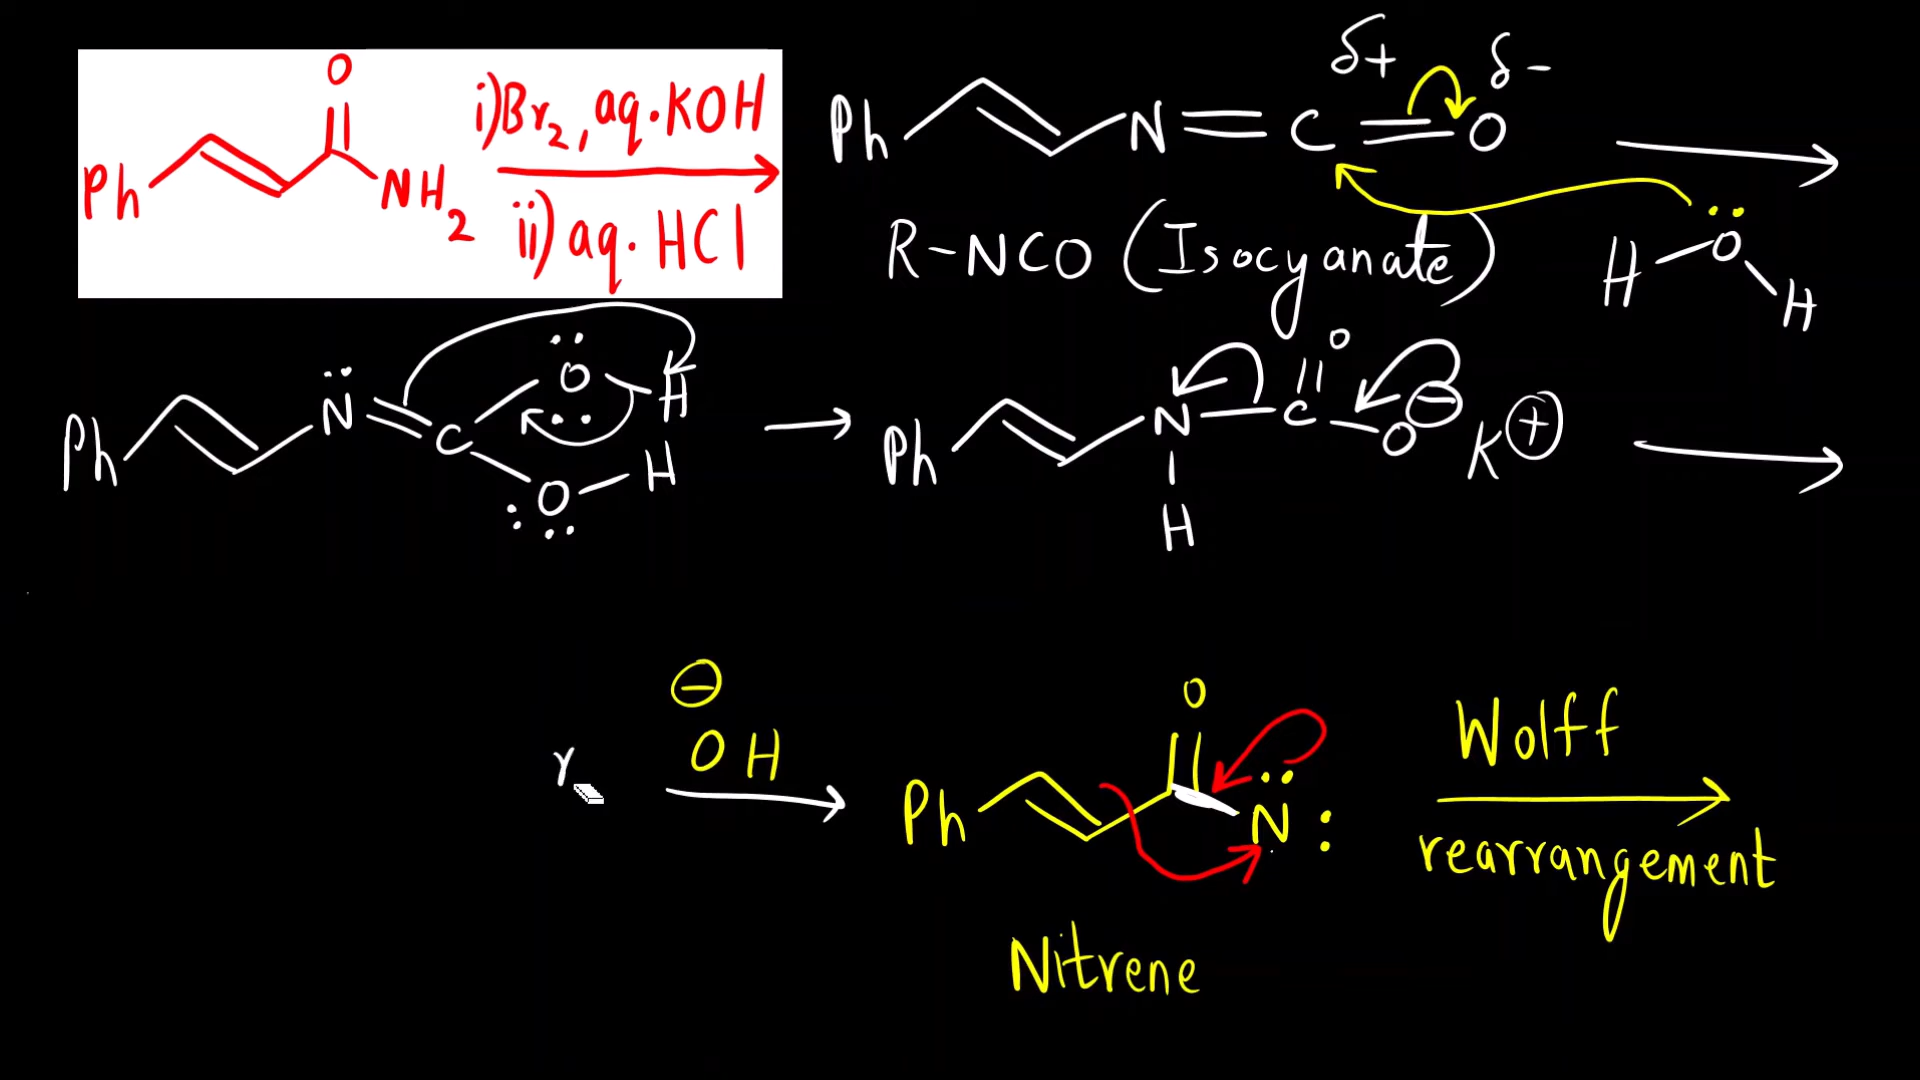 O
Ph
NH2
i)Br2, aq.KOH
ii) aq. HCl
δ+ δ-
Ph N C O
R-NCO (Isocyanate)
H O H
Ph N C O H
O H
Ph N C O
O ⊖ K ⊕
H
⊖
OH
O
Ph N
Nitrene
Wolff
rearrangement